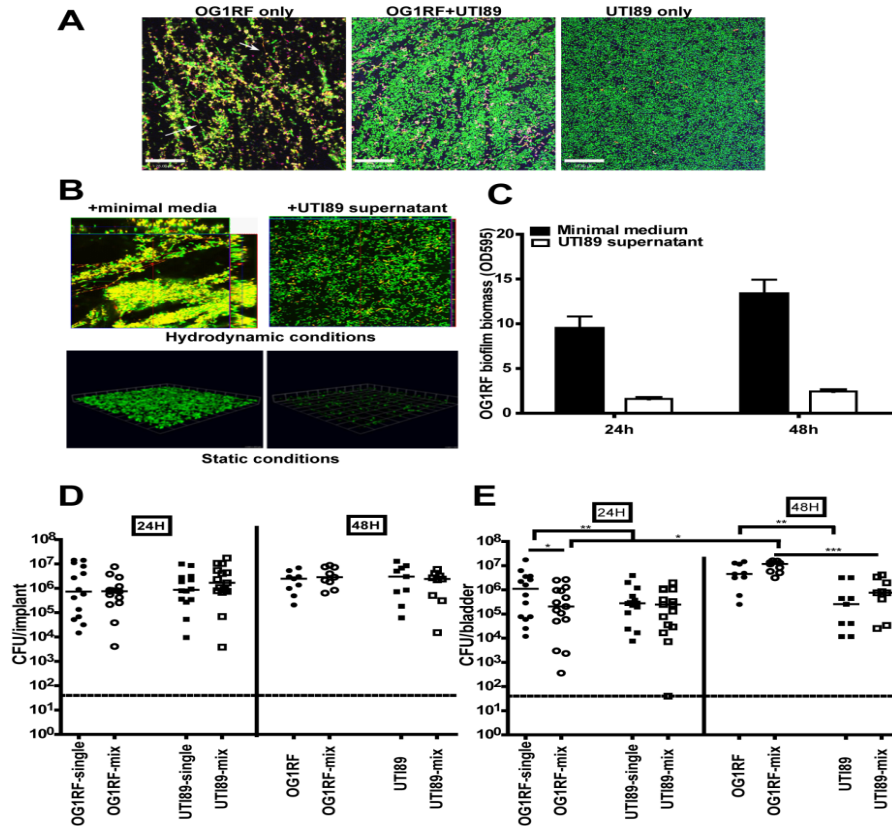 A
OG1RF only
OG1RF+UTI89
UTI89 only
B
+minimal media
+UTI89 supernatant
Hydrodynamic conditions
Static conditions
C
Minimal medium
UTI89 supernatant
OG1RF biofilm biomass (OD595)
20
15
10
5
0
24h
48h
D
24H
48H
CFU/implant
10⁸
10⁷
10⁶
10⁵
10⁴
10³
10²
10¹
10⁰
OG1RF-single
OG1RF-mix
UTI89-single
UTI89-mix
OG1RF
OG1RF-mix
UTI89
UTI89-mix
E
24H
48H
**
*
*
**
***
CFU/bladder
10⁸
10⁷
10⁶
10⁵
10⁴
10³
10²
10¹
10⁰
OG1RF-single
OG1RF-mix
UTI89-single
UTI89-mix
OG1RF
OG1RF-mix
UTI89
UTI89-mix